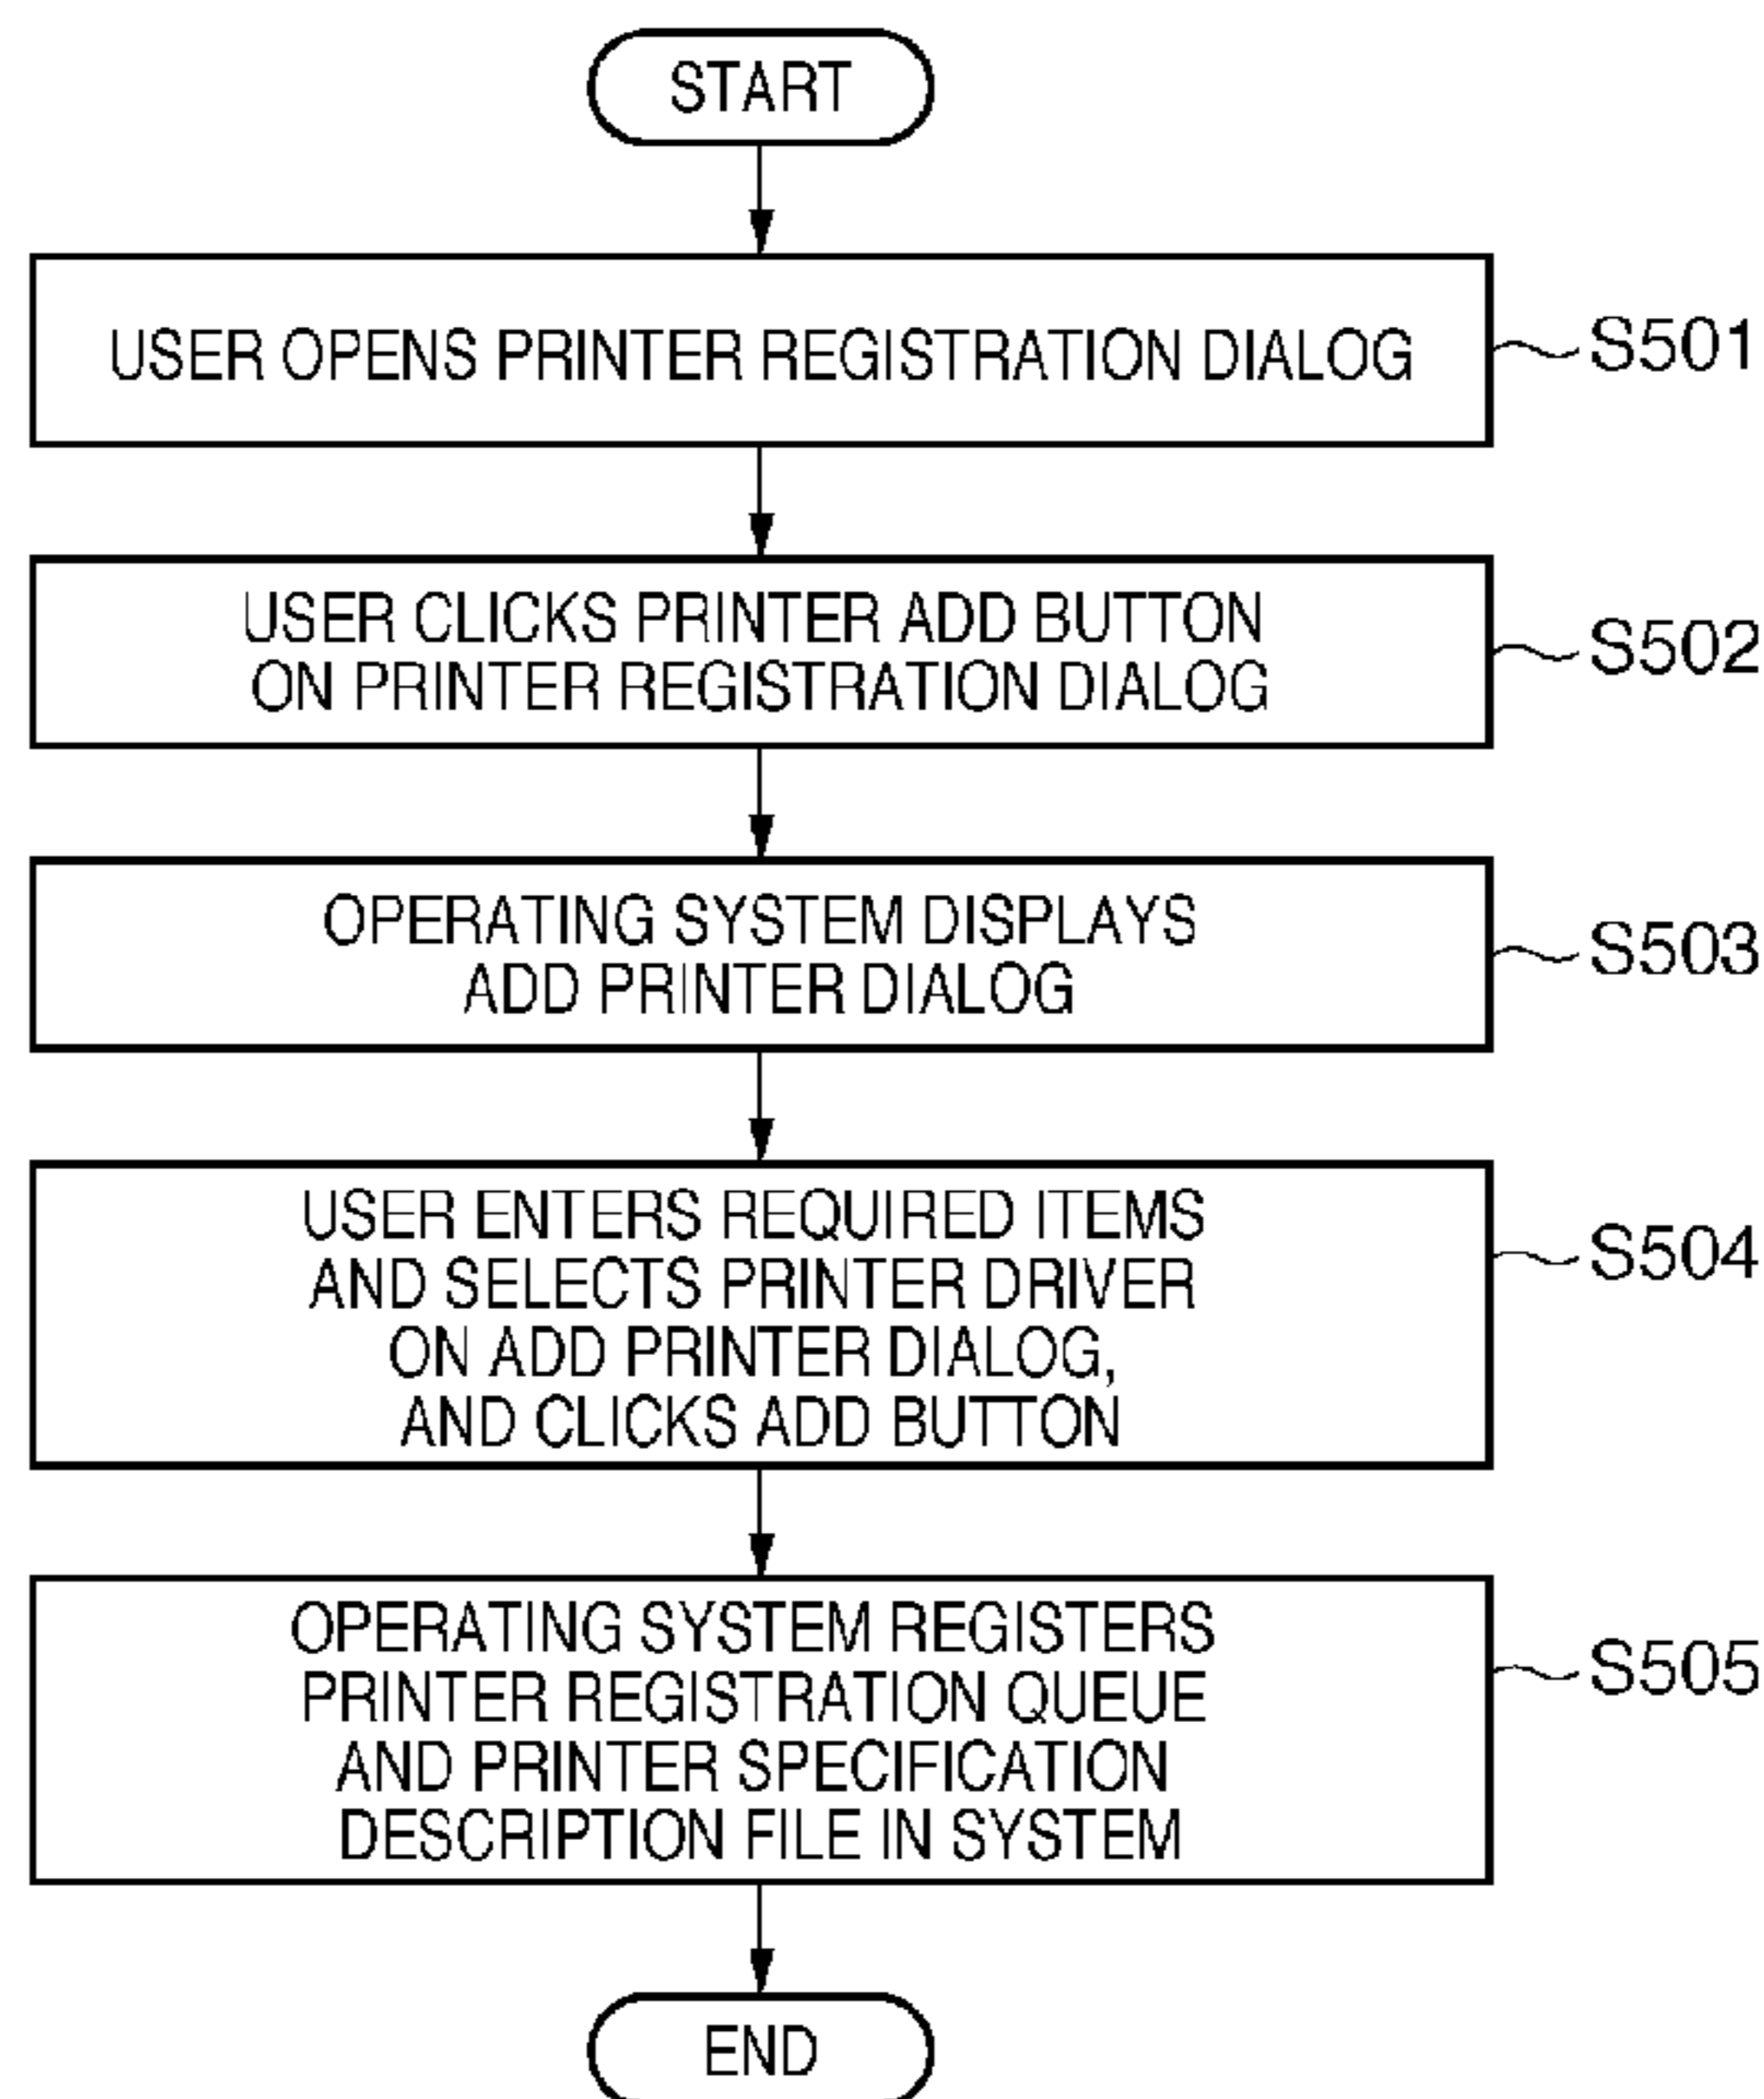 START
USER OPENS PRINTER REGISTRATION DIALOG
S501
USER CLICKS PRINTER ADD BUTTON
ON PRINTER REGISTRATION DIALOG
S502
OPERATING SYSTEM DISPLAYS
ADD PRINTER DIALOG
S503
USER ENTERS REQUIRED ITEMS
AND SELECTS PRINTER DRIVER
ON ADD PRINTER DIALOG,
AND CLICKS ADD BUTTON
S504
OPERATING SYSTEM REGISTERS
PRINTER REGISTRATION QUEUE
AND PRINTER SPECIFICATION
DESCRIPTION FILE IN SYSTEM
S505
END